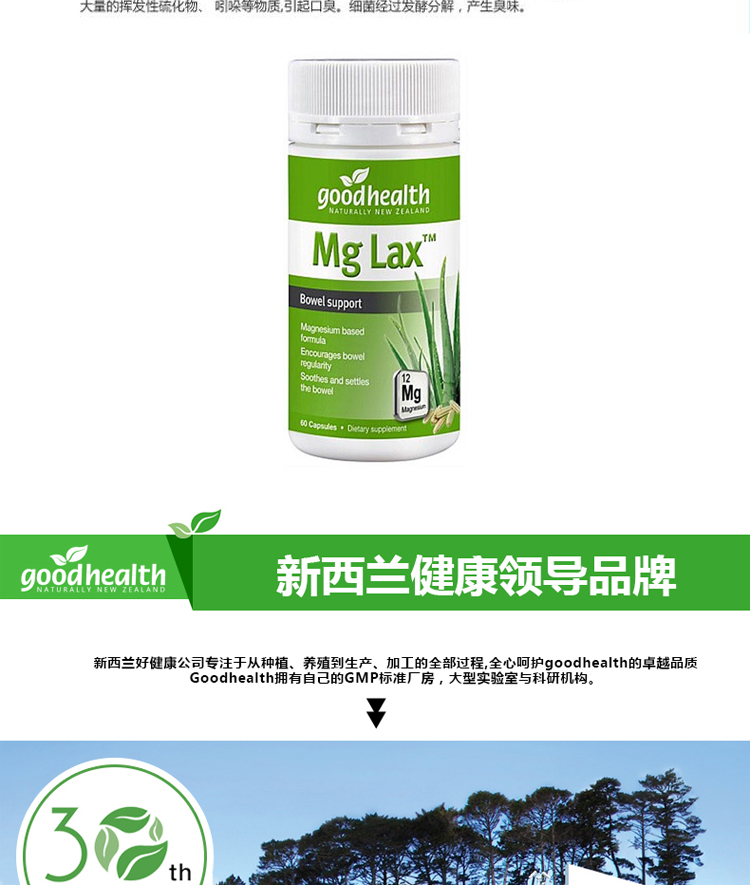 大量的挥发性硫化物、 吲哚等物质,引起口臭。细菌经过发酵分解，产生臭味。
goodhealth
NATURALLY NEW ZEALAND
Mg Lax™
Bowel support
Magnesium based
formula
Encourages bowel
regularity
Soothes and settles
the bowel
12
Mg
Magnesium
60 Capsules • Dietary supplement
goodhealth
NATURALLY NEW ZEALAND
新西兰健康领导品牌
新西兰好健康公司专注于从种植、养殖到生产、加工的全部过程,全心呵护goodhealth的卓越品质
Goodhealth拥有自己的GMP标准厂房，大型实验室与科研机构。
30th